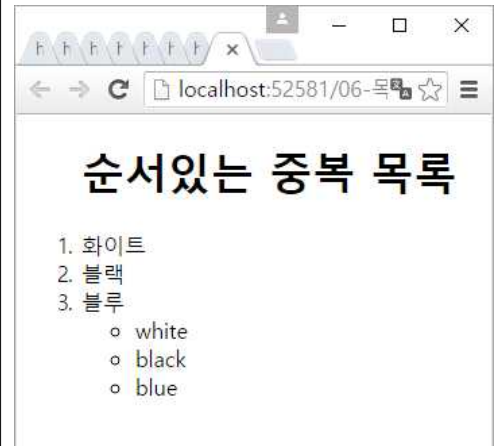 localhost:52581/06-목
순서있는 중복 목록
1. 화이트
2. 블랙
3. 블루
white
black
blue